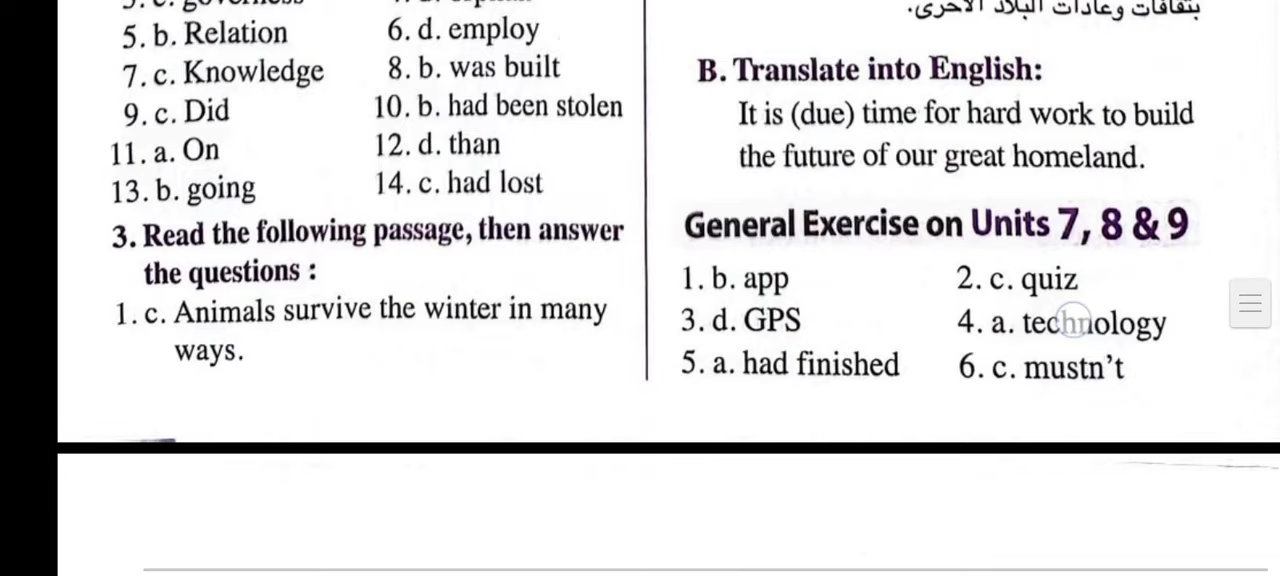 5. b. Relation 6. d. employ
7. c. Knowledge 8. b. was built
9. c. Did 10. b. had been stolen
11. a. On 12. d. than
13. b. going 14. c. had lost
3. Read the following passage, then answer
the questions :
1. c. Animals survive the winter in many
ways.
بثقافات وعادات البلاد الأخرى.
B. Translate into English:
It is (due) time for hard work to build
the future of our great homeland.
General Exercise on Units 7, 8 & 9
1. b. app 2. c. quiz
3. d. GPS 4. a. technology
5. a. had finished 6. c. mustn't